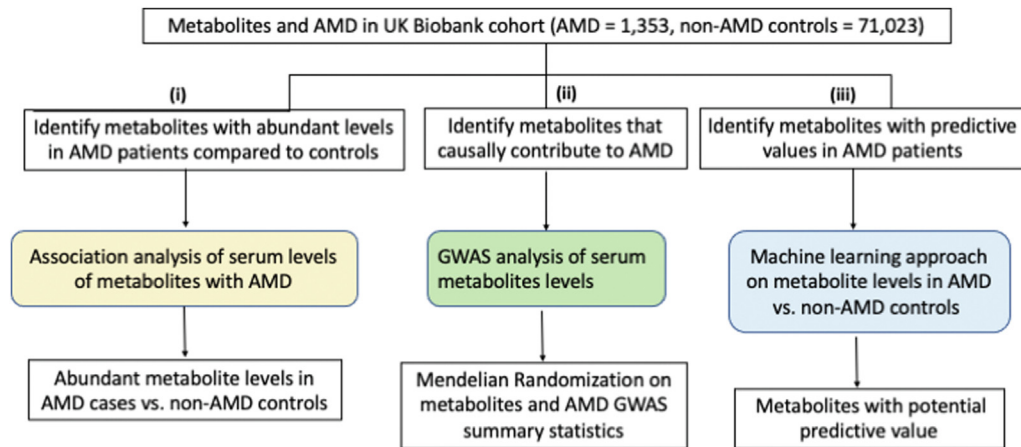 Metabolites and AMD in UK Biobank cohort (AMD = 1,353, non-AMD controls = 71,023)
(i)
Identify metabolites with abundant levels
in AMD patients compared to controls
Association analysis of serum levels
of metabolites with AMD
Abundant metabolite levels in
AMD cases vs. non-AMD controls
(ii)
Identify metabolites that
causally contribute to AMD
GWAS analysis of serum
metabolites levels
Mendelian Randomization on
metabolites and AMD GWAS
summary statistics
(iii)
Identify metabolites with predictive
values in AMD patients
Machine learning approach
on metabolite levels in AMD
vs. non-AMD controls
Metabolites with potential
predictive value